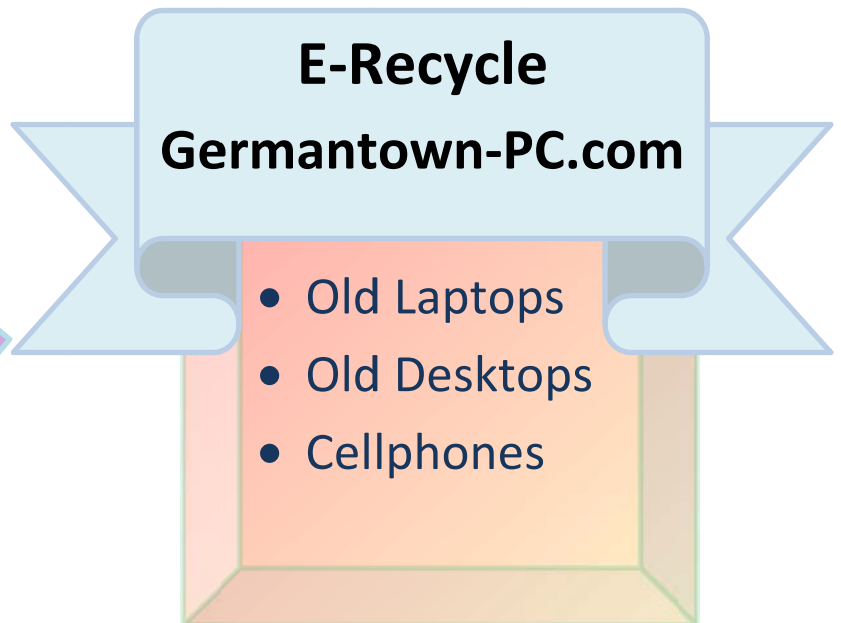 E-Recycle
Germantown-PC.com
• Old Laptops
• Old Desktops
• Cellphones